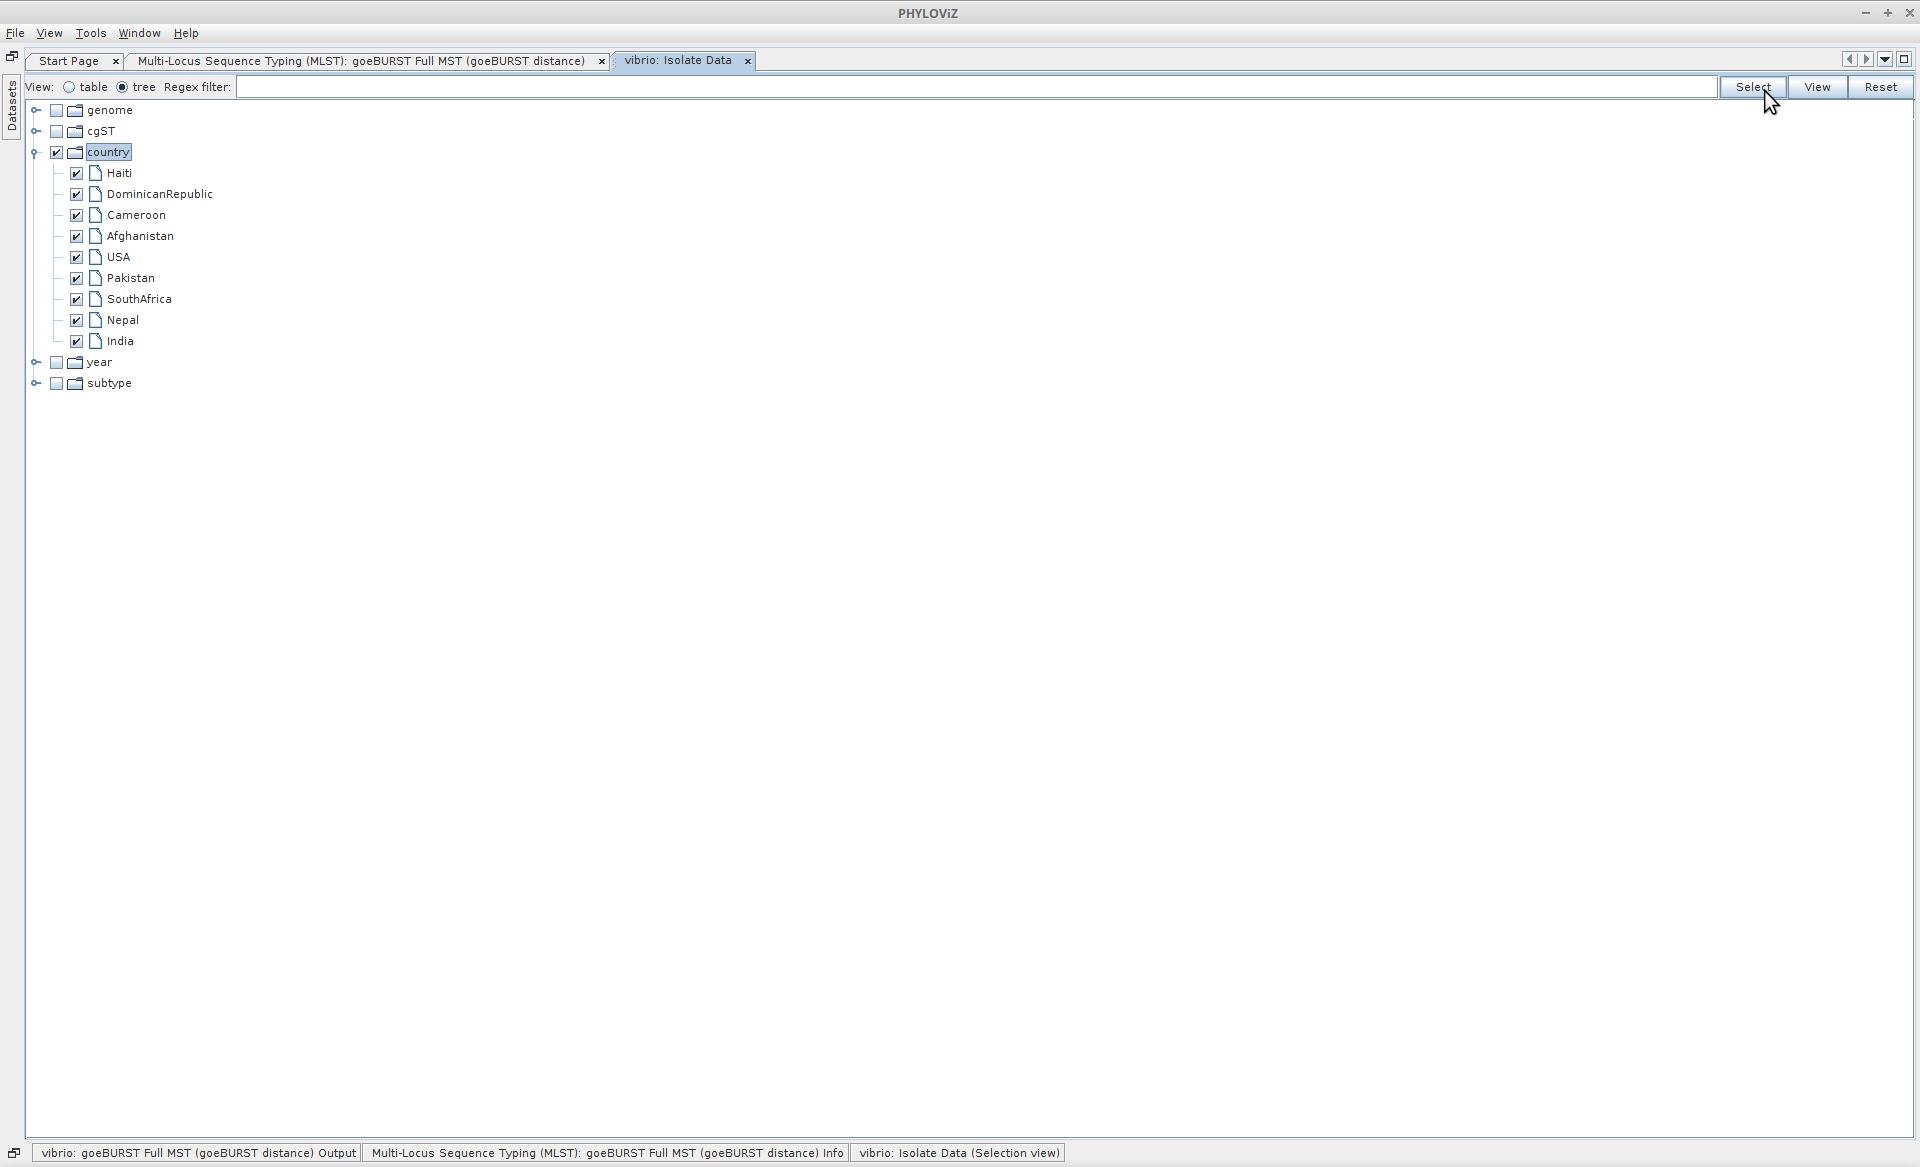 PHYLOViZ
File View Tools Window Help
Start Page Multi-Locus Sequence Typing (MLST): goeBURST Full MST (goeBURST distance) vibrio: Isolate Data
Datasets
View: table tree Regex filter: Select View Reset
genome
cgST
country
Haiti
DominicanRepublic
Cameroon
Afghanistan
USA
Pakistan
SouthAfrica
Nepal
India
year
subtype
vibrio: goeBURST Full MST (goeBURST distance) Output Multi-Locus Sequence Typing (MLST): goeBURST Full MST (goeBURST distance) Info vibrio: Isolate Data (Selection view)